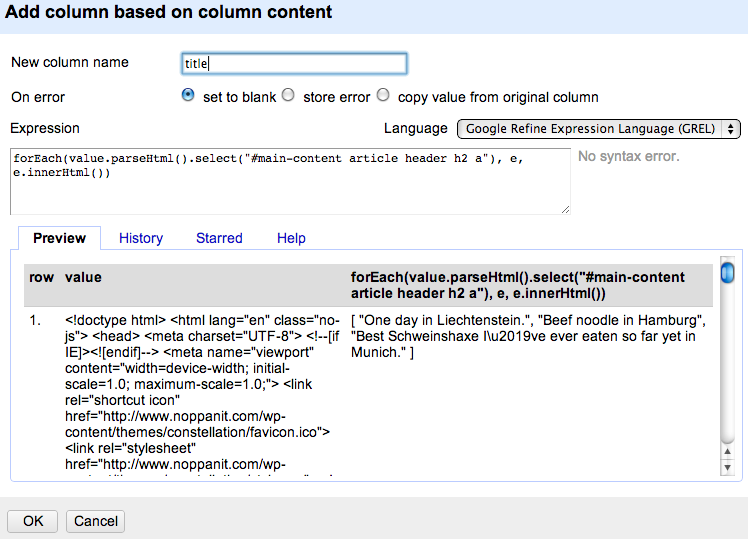 Add column based on column content
New column name title
On error set to blank store error copy value from original column
Expression Language Google Refine Expression Language (GREL)
forEach(value.parseHtml().select("#main-content article header h2 a"), e,
e.innerHtml())
No syntax error.
Preview History Starred Help
row value forEach(value.parseHtml().select("#main-content
article header h2 a"), e, e.innerHtml())
1. <!doctype html> <html lang="en" class="no-
js"> <head> <meta charset="UTF-8"> <!--[if
IE]><![endif]--> <meta name="viewport"
content="width=device-width; initial-
scale=1.0; maximum-scale=1.0;"> <link
rel="shortcut icon"
href="http://www.noppanit.com/wp-
content/themes/constellation/favicon.ico">
<link rel="stylesheet"
href="http://www.noppanit.com/wp-
[ "One day in Liechtenstein.", "Beef noodle in Hamburg",
"Best Schweinshaxe I\u2019ve ever eaten so far yet in
Munich." ]
OK Cancel